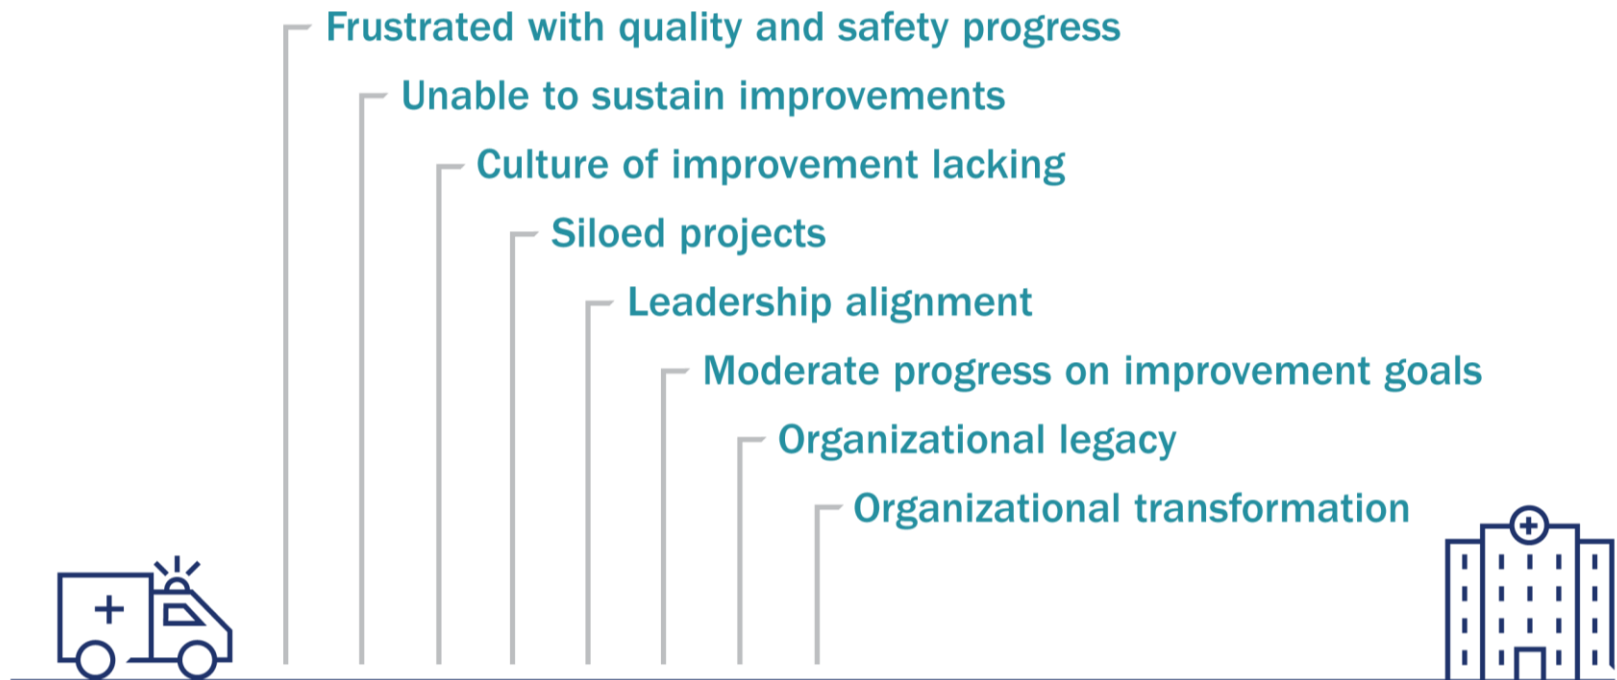 Frustrated with quality and safety progress
Unable to sustain improvements
Culture of improvement lacking
Siloed projects
Leadership alignment
Moderate progress on improvement goals
Organizational legacy
Organizational transformation